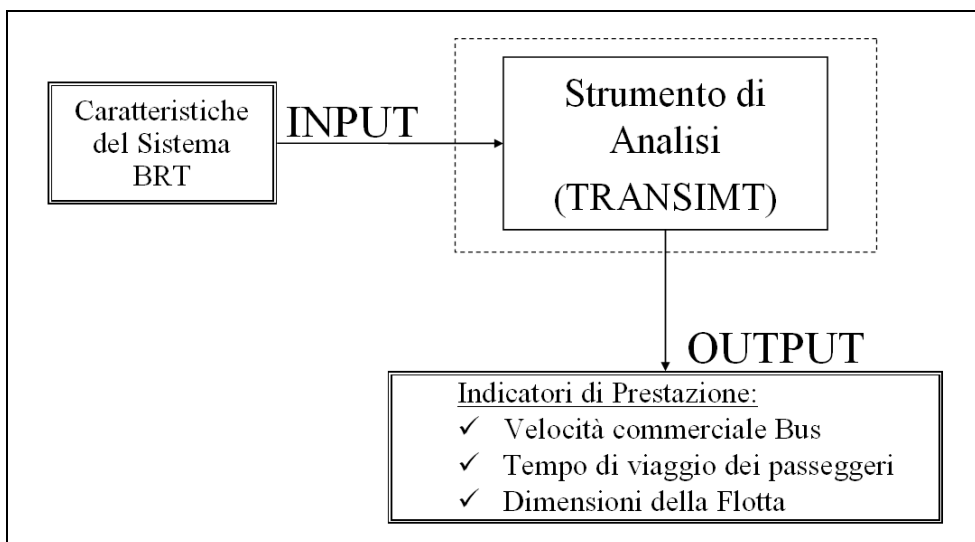 Caratteristiche
del Sistema
BRT
INPUT
Strumento di
Analisi
(TRANSIMT)
OUTPUT
Indicatori di Prestazione:
✓ Velocità commerciale Bus
✓ Tempo di viaggio dei passeggeri
✓ Dimensioni della Flotta